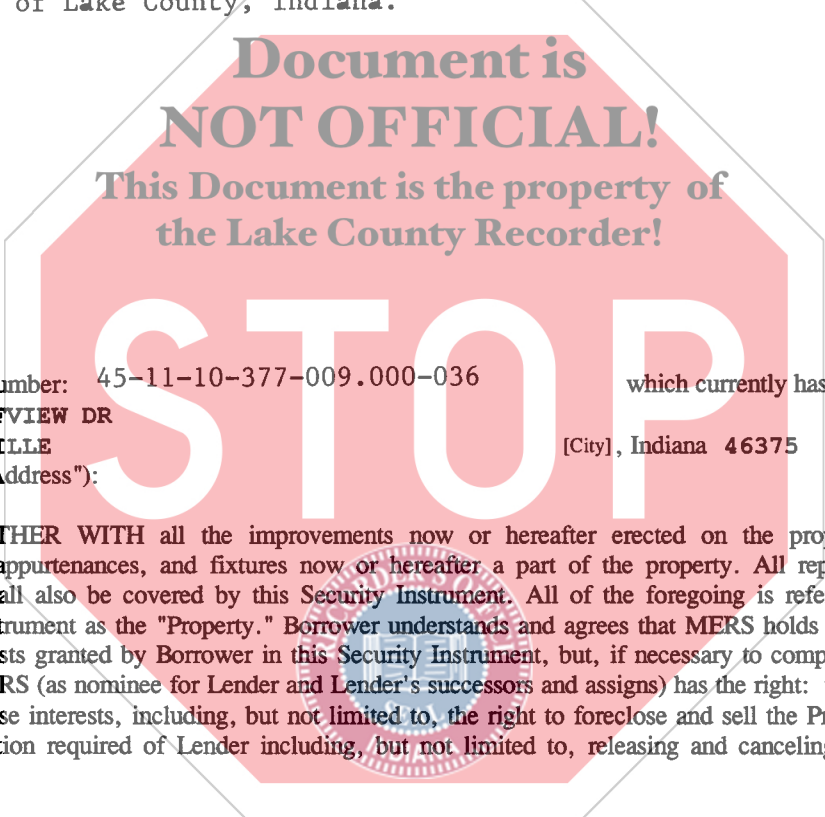 of Lake County, Indiana.
Document is
NOT OFFICIAL!
This Document is the property of
the Lake County Recorder!
STOP
umber: 45-11-10-377-009.000-036 which currently has
FVIEW DR
ILLE [City], Indiana 46375
Address"):
THER WITH all the improvements now or hereafter erected on the prop
appurtenances, and fixtures now or hereafter a part of the property. All rep
all also be covered by this Security Instrument. All of the foregoing is refe
trument as the "Property." Borrower understands and agrees that MERS holds
sts granted by Borrower in this Security Instrument, but, if necessary to comp
RS (as nominee for Lender and Lender's successors and assigns) has the right:
se interests, including, but not limited to, the right to foreclose and sell the Pr
tion required of Lender including, but not limited to, releasing and canceling
RECORDER'S OFFICE
SEAL
INDIANA